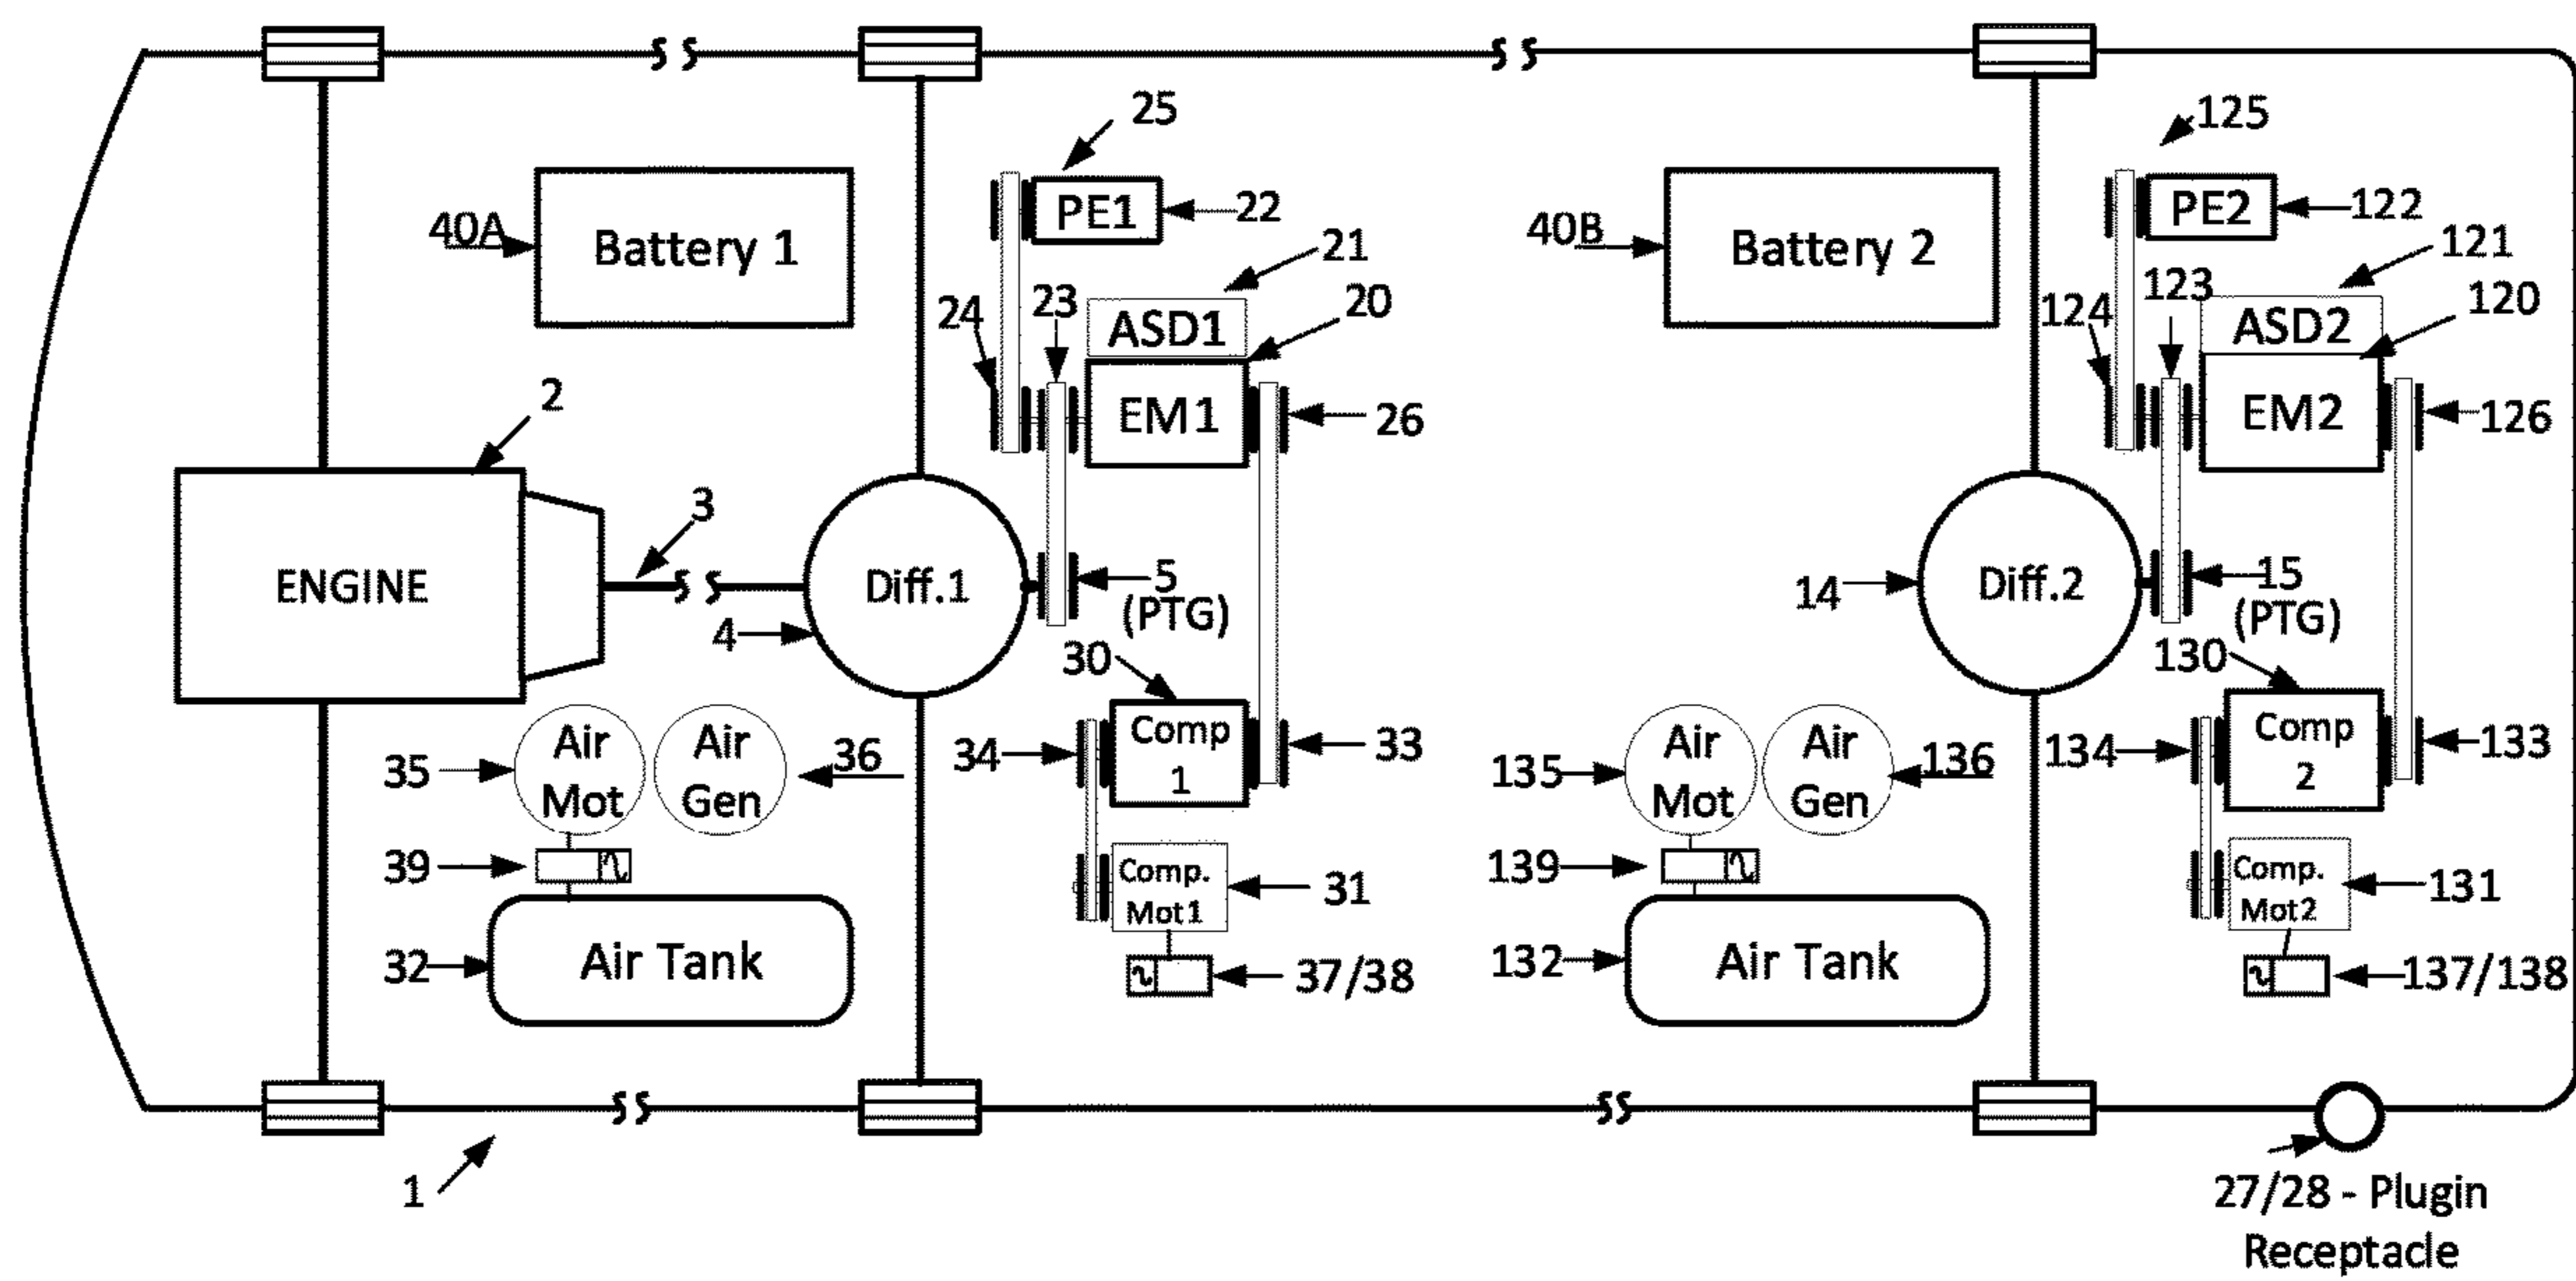 25
125
PE1
22
PE2
122
40A
Battery 1
40B
Battery 2
21
121
24
23
ASD1
20
124
123
ASD2
120
2
EM1
26
EM2
126
3
ENGINE
Diff.1
5
(PTG)
4
14
Diff.2
15
(PTG)
30
130
35
Air
Mot
Air
Gen
36
34
Comp
1
33
135
Air
Mot
Air
Gen
136
134
Comp
2
133
39
Comp.
Mot1
31
139
Comp.
Mot2
131
32
Air Tank
37/38
132
Air Tank
137/138
1
27/28 - Plugin
Receptacle